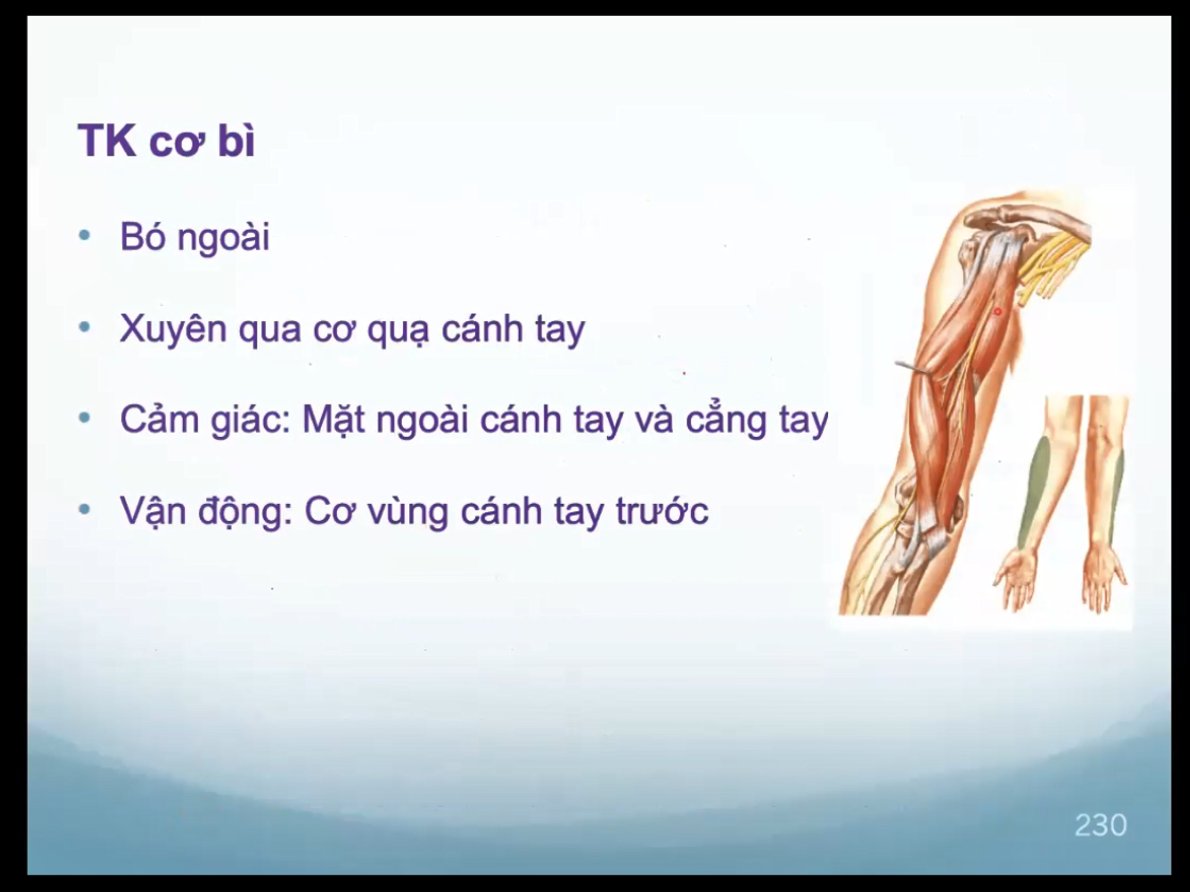 TK cơ bì
• Bó ngoài
• Xuyên qua cơ quạ cánh tay
• Cảm giác: Mặt ngoài cánh tay và cẳng tay
• Vận động: Cơ vùng cánh tay trước
230